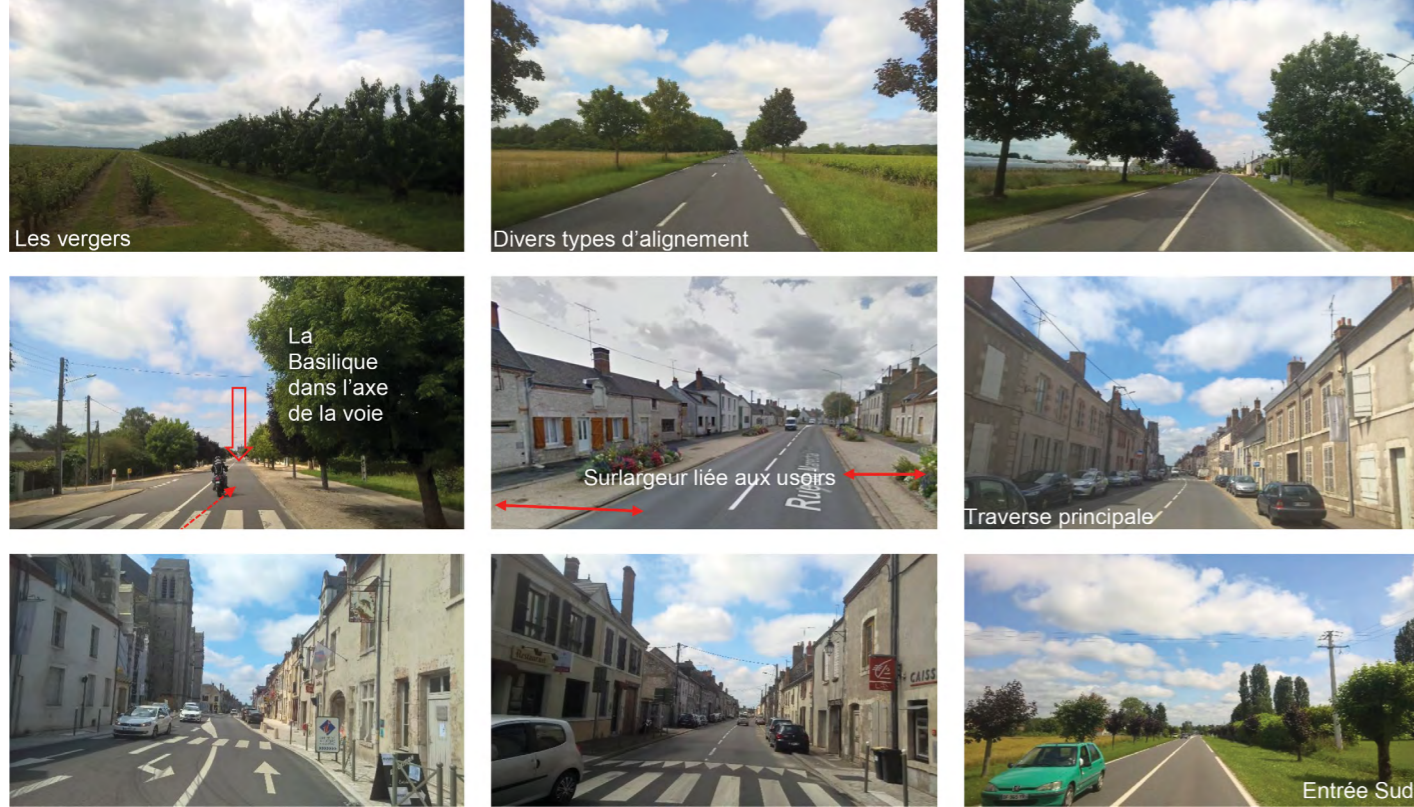 Les vergers
Divers types d'alignement
La
Basilique
dans l'axe
de la voie
Surlargeur liée aux usoirs
Traverse principale
CAISS
Entrée Sud